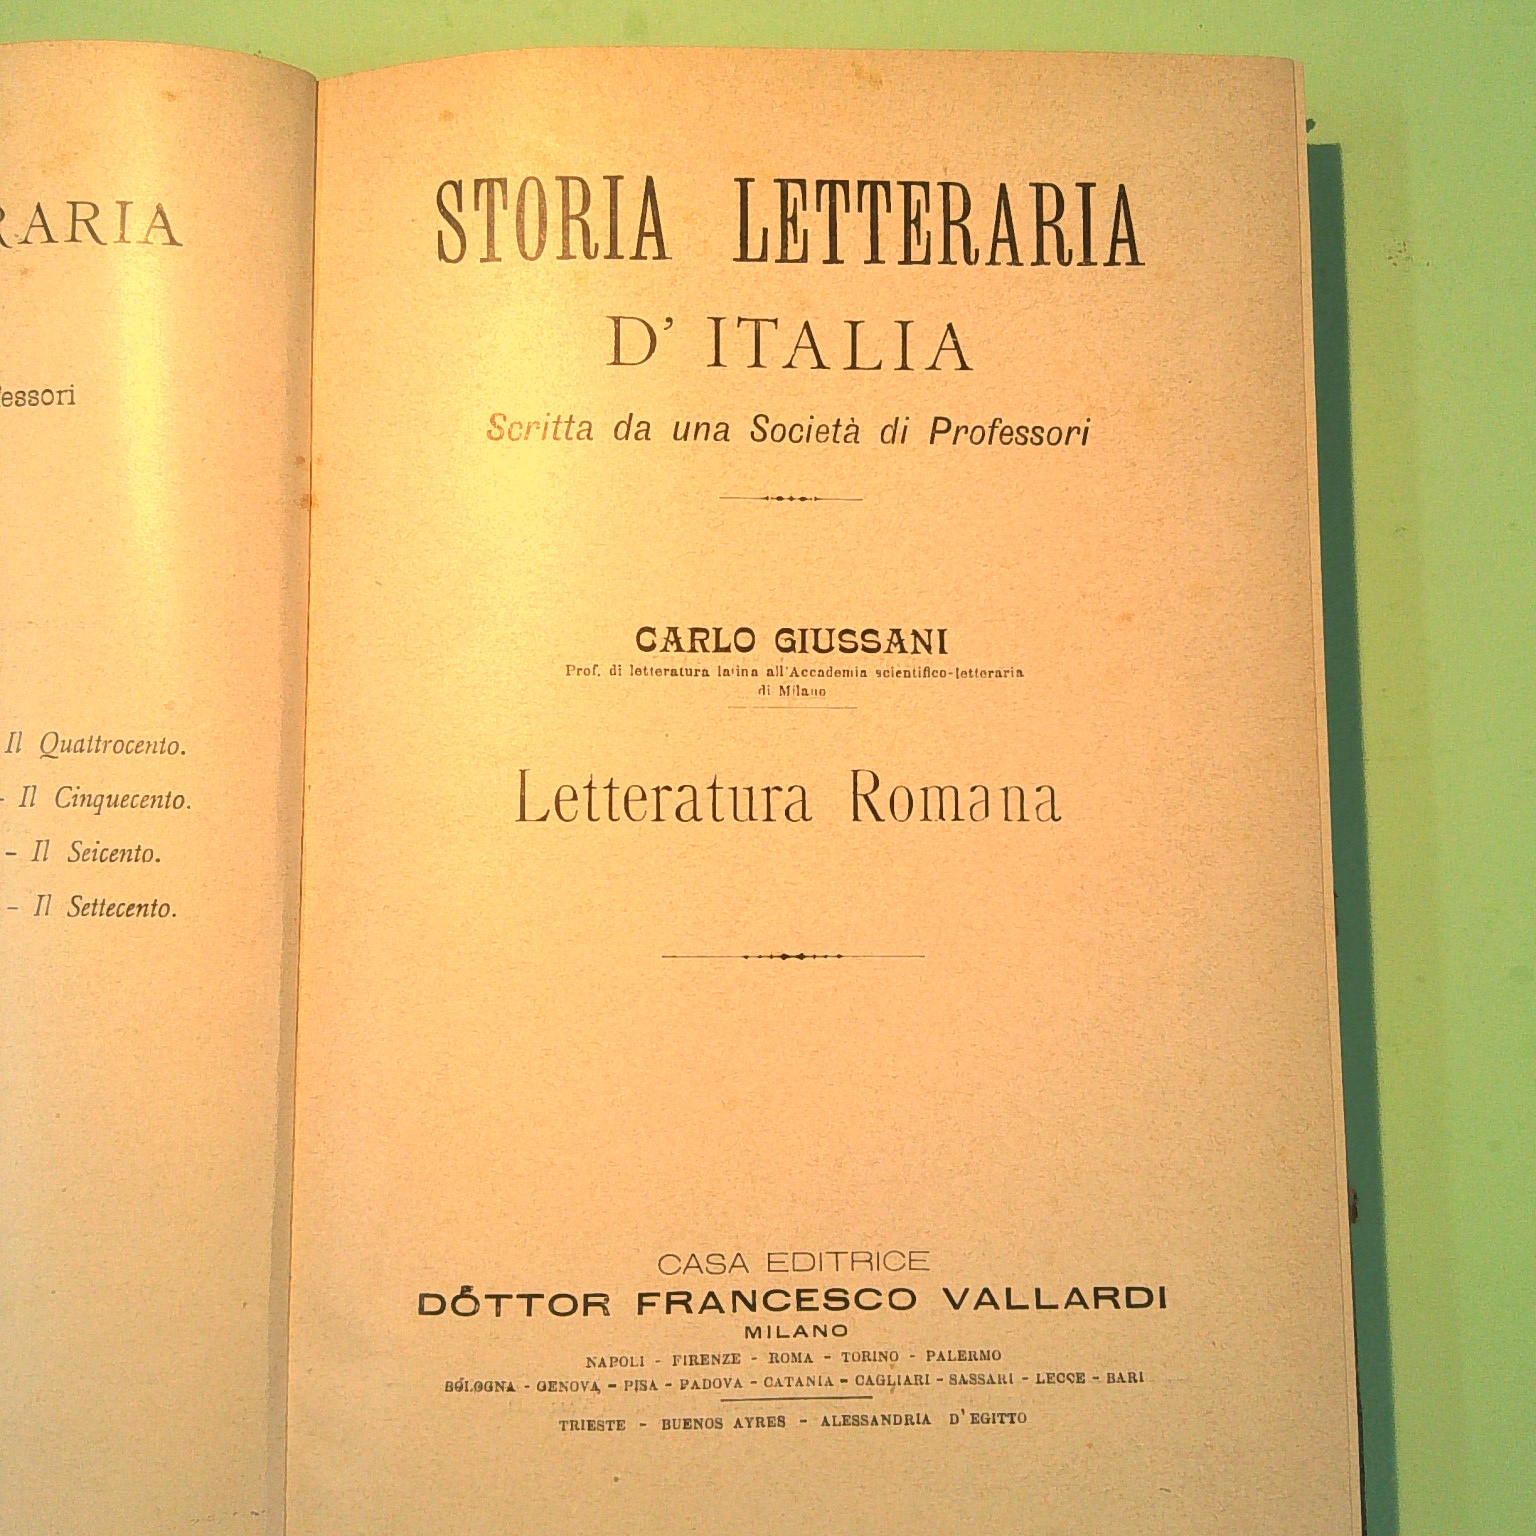 RARIA
fessori
Il Quattrocento.
- Il Cinquecento.
- Il Seicento.
- Il Settecento.
STORIA LETTERARIA
D' ITALIA
Scritta da una Società di Professori
CARLO GIUSSANI
Prof. di letteratura latina all'Accademia scientifico-letteraria
di Milano
Letteratura Romana
CASA EDITRICE
DOTTOR FRANCESCO VALLARDI
MILANO
NAPOLI - FIRENZE - ROMA - TORINO - PALERMO
BOLOGNA - GENOVA - PISA - PADOVA - CATANIA - CAGLIARI - SASSARI - LECCE - BARI
TRIESTE - BUENOS AYRES - ALESSANDRIA D'EGITTO